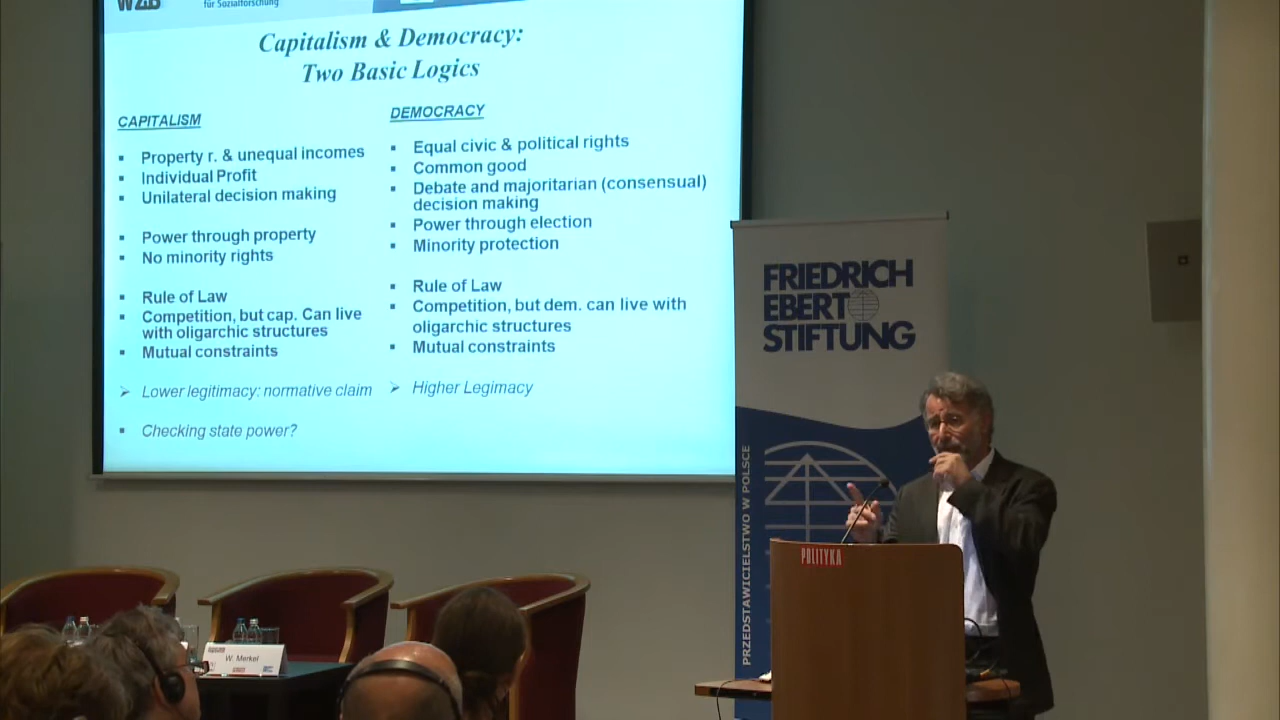 WZB
für Sozialforschung
Capitalism & Democracy:
Two Basic Logics
CAPITALISM
▪ Property r. & unequal incomes
▪ Individual Profit
▪ Unilateral decision making
▪ Power through property
▪ No minority rights
▪ Rule of Law
▪ Competition, but cap. Can live
with oligarchic structures
▪ Mutual constraints
➢ Lower legitimacy: normative claim
▪ Checking state power?
DEMOCRACY
▪ Equal civic & political rights
▪ Common good
▪ Debate and majoritarian (consensual)
decision making
▪ Power through election
▪ Minority protection
▪ Rule of Law
▪ Competition, but dem. can live with
oligarchic structures
▪ Mutual constraints
➢ Higher Legimacy
FRIEDRICH
EBERT
STIFTUNG
PRZEDSTAWICIELSTWO W POLSCE
POLITYKA
W. Merkel